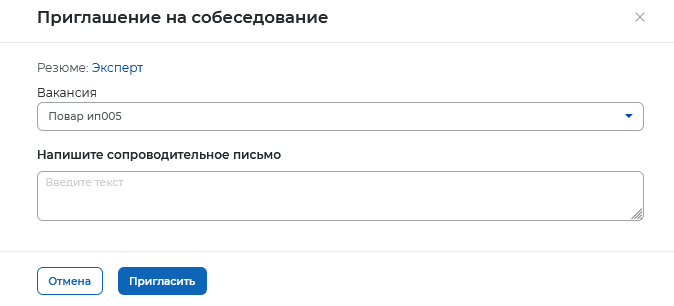 Приглашение на собеседование
Резюме: Эксперт
Вакансия
Повар ип005
Напишите сопроводительное письмо
Введите текст
Отмена
Пригласить